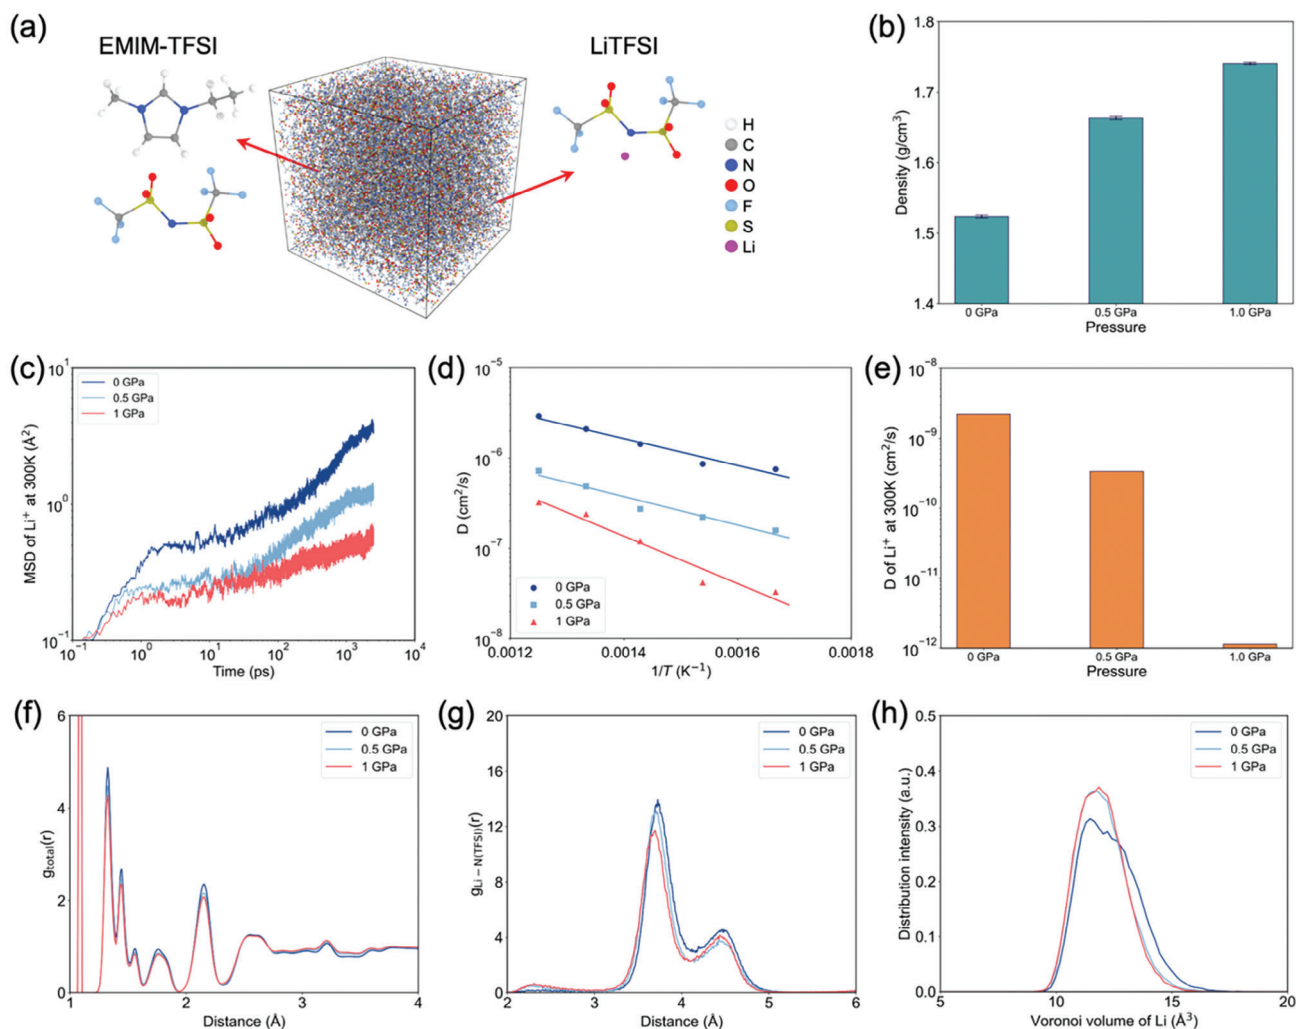 (a)
EMIM-TFSI
LiTFSI
H
C
N
O
F
S
Li
(b)
Density (g/cm³)
1.8
1.7
1.6
1.5
1.4
0 GPa
0.5 GPa
1.0 GPa
Pressure
(c)
MSD of Li⁺ at 300K (Å²)
10¹
10⁰
10⁻¹
0 GPa
0.5 GPa
1 GPa
10⁻¹
10⁰
10¹
10²
10³
10⁴
Time (ps)
(d)
D (cm²/s)
10⁻⁵
10⁻⁶
10⁻⁷
10⁻⁸
0 GPa
0.5 GPa
1 GPa
0.0012
0.0014
0.0016
0.0018
1/T (K⁻¹)
(e)
D of Li⁺ at 300K (cm²/s)
10⁻⁸
10⁻⁹
10⁻¹⁰
10⁻¹¹
10⁻¹²
0 GPa
0.5 GPa
1.0 GPa
Pressure
(f)
g_total(r)
6
4
2
0
0 GPa
0.5 GPa
1 GPa
1
2
3
4
Distance (Å)
(g)
g_Li−N(TFSI)(r)
20
16
12
8
4
0
0 GPa
0.5 GPa
1 GPa
2
3
4
5
6
Distance (Å)
(h)
Distribution intensity (a.u.)
0.5
0.4
0.3
0.2
0.1
0.0
0 GPa
0.5 GPa
1 GPa
5
10
15
20
Voronoi volume of Li (Å³)